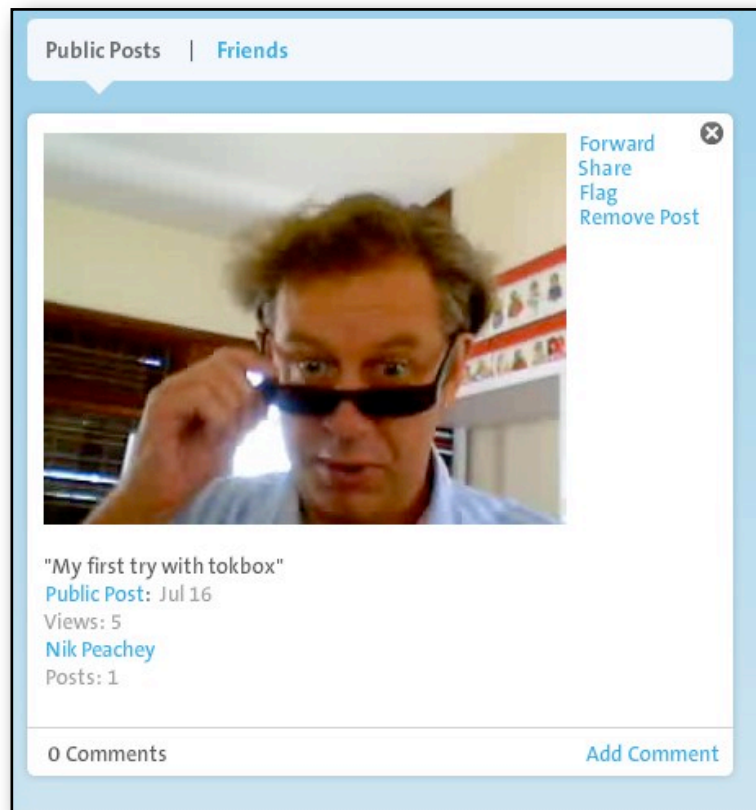 Public Posts | Friends
Forward
Share
Flag
Remove Post
"My first try with tokbox"
Public Post: Jul 16
Views: 5
Nik Peachey
Posts: 1
0 Comments Add Comment